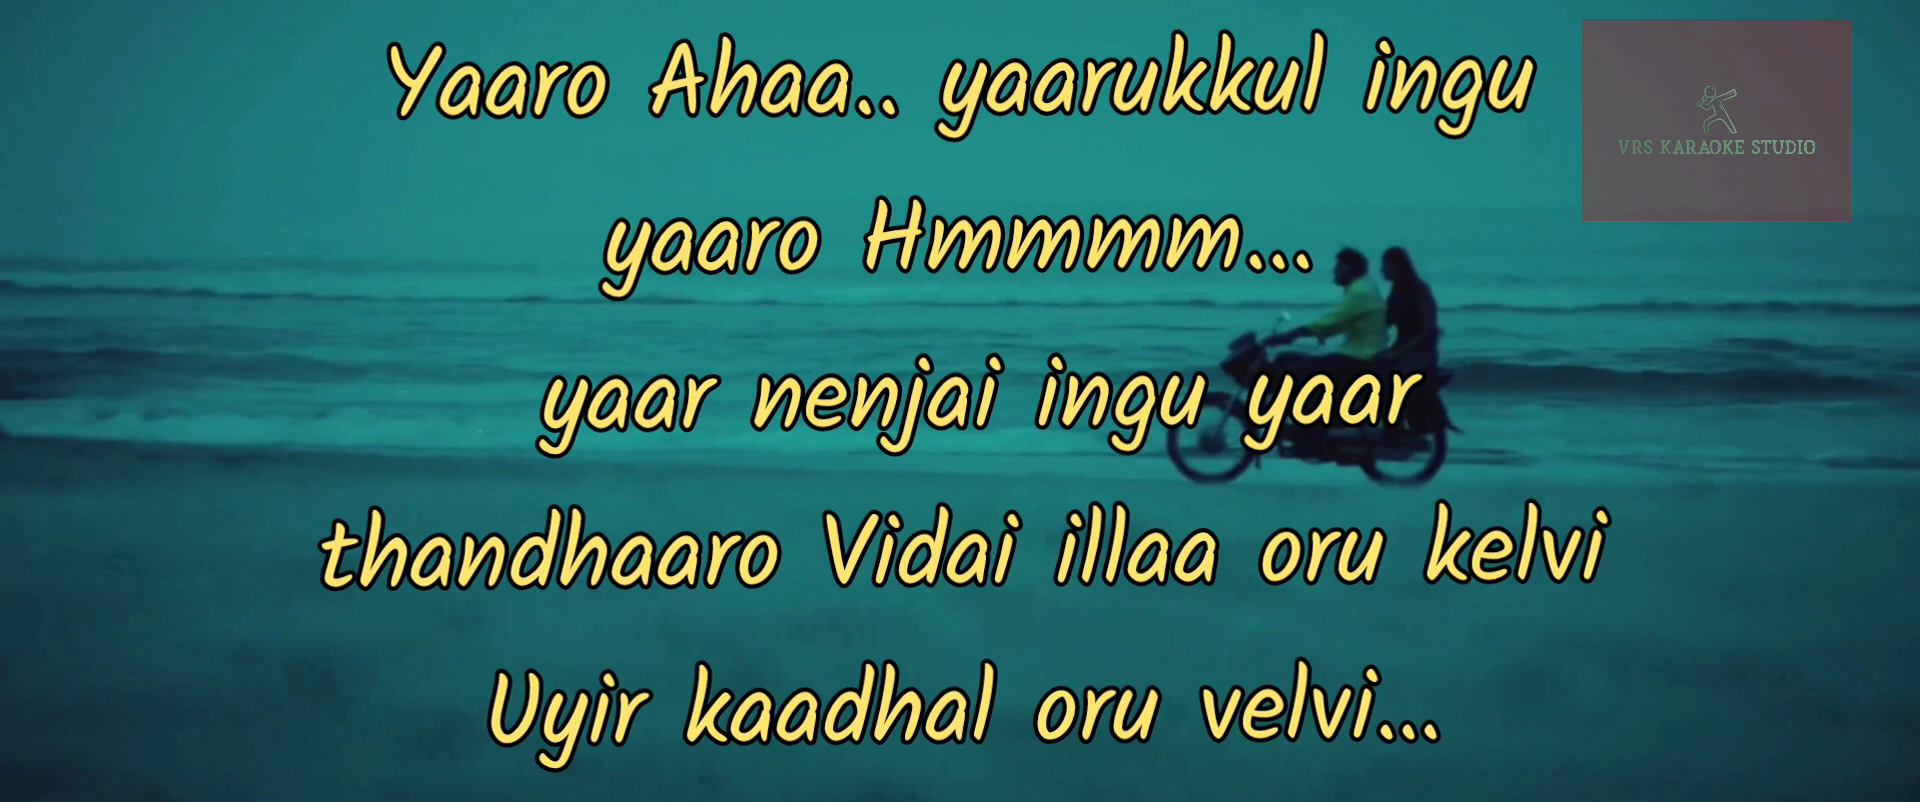 Yaaro Ahaa.. yaarukkul ingu
VRS KARAOKE STUDIO
yaaro Hmmmm...
yaar nenjai ingu yaar
thandhaaro Vidai illaa oru kelvi
Uyir kaadhal oru velvi...